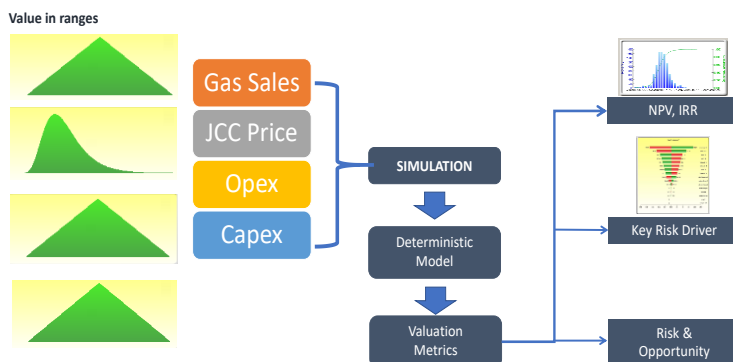 Value in ranges
Gas Sales
JCC Price
Opex
Capex
SIMULATION
Deterministic
Model
Valuation
Metrics
NPV, IRR
Key Risk Driver
Risk &
Opportunity